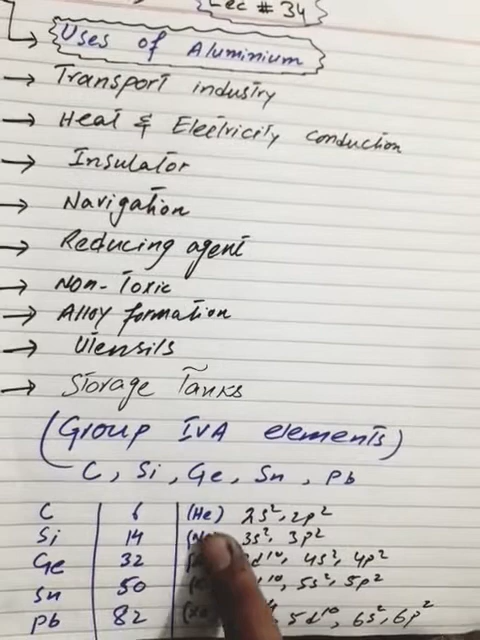 Lec # 34
→ Uses of Aluminium
→ Transport industry
→ Heat & Electricity conduction
→ Insulator
→ Navigation
→ Reducing agent
→ Non-Toxic
→ Alloy formation
→ Utensils
→ Storage Tanks
(Group IVA elements)
C, Si, Ge, Sn, Pb
C 6 (He) 2s², 2p²
Si 14 3s², 3p²
Ge 32 4s², 4p²
Sn 50 5s², 5p²
Pb 82 5d¹⁰, 6s², 6p²